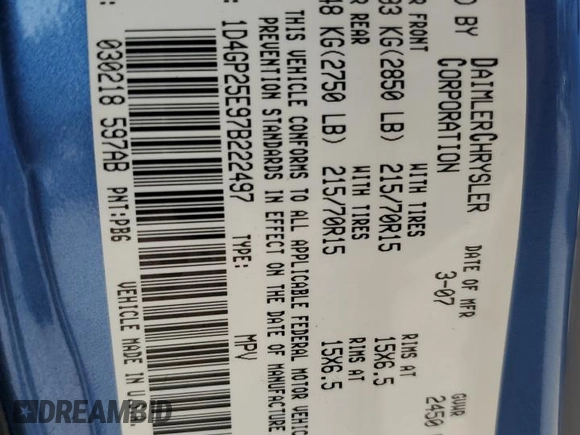 D BY DAIMLERCHRYSLER CORPORATION
DATE OF MFR 3-07
GVWR 2450
FRONT
KG(2850 LB) WITH TIRES 215/70R15 RIMS AT 15X6.5
REAR
48 KG(2750 LB) WITH TIRES 215/70R15 RIMS AT 15X6.5
THIS VEHICLE CONFORMS TO ALL APPLICABLE FEDERAL MOTOR VEHIC
PREVENTION STANDARDS IN EFFECT ON THE DATE OF MANUFACTURE
1D4GP25E97B222497 TYPE: MPV
030218 597AB PNT:PBG VEHICLE MADE IN U
DREAMBID